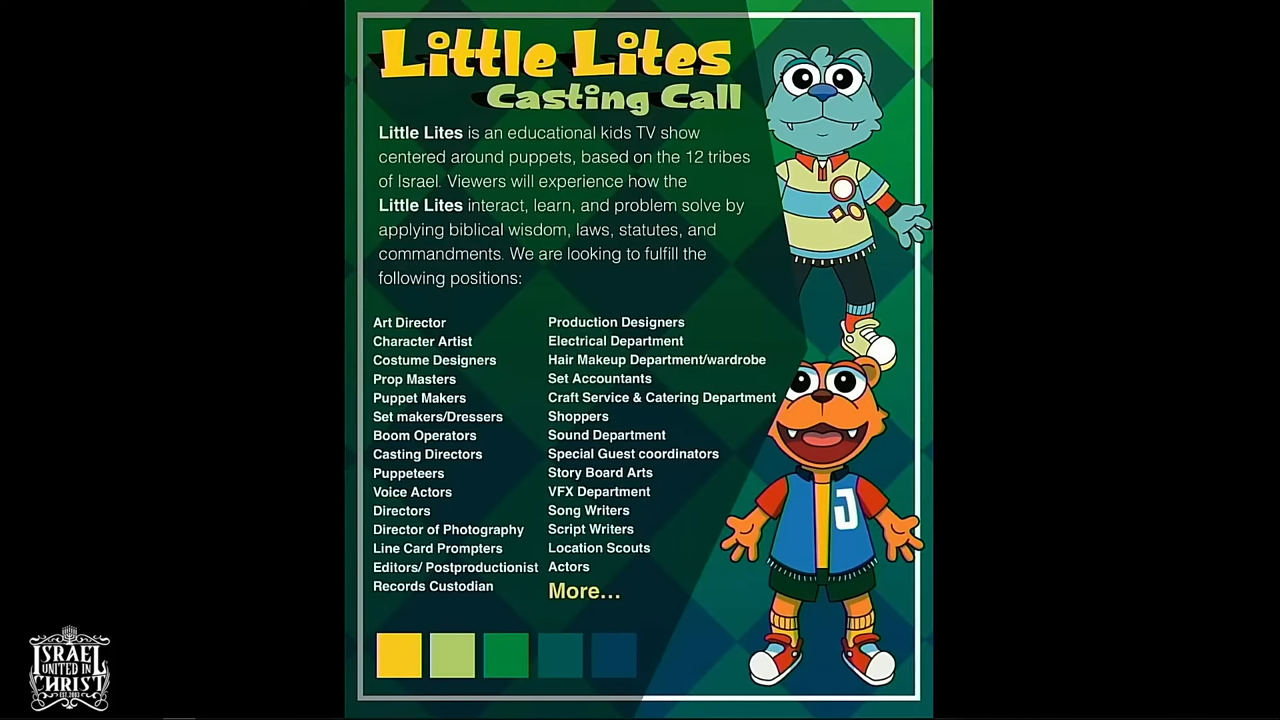 Little Lites
Casting Call
Little Lites is an educational kids TV show
centered around puppets, based on the 12 tribes
of Israel. Viewers will experience how the
Little Lites interact, learn, and problem solve by
applying biblical wisdom, laws, statutes, and
commandments. We are looking to fulfill the
following positions:
Art Director
Character Artist
Costume Designers
Prop Masters
Puppet Makers
Set makers/Dressers
Boom Operators
Casting Directors
Puppeteers
Voice Actors
Directors
Director of Photography
Line Card Prompters
Editors/ Postproductionist
Records Custodian
Production Designers
Electrical Department
Hair Makeup Department/wardrobe
Set Accountants
Craft Service & Catering Department
Shoppers
Sound Department
Special Guest coordinators
Story Board Arts
VFX Department
Song Writers
Script Writers
Location Scouts
Actors
More...
J
ISRAEL
UNITED IN
CHRIST
EST. 2003